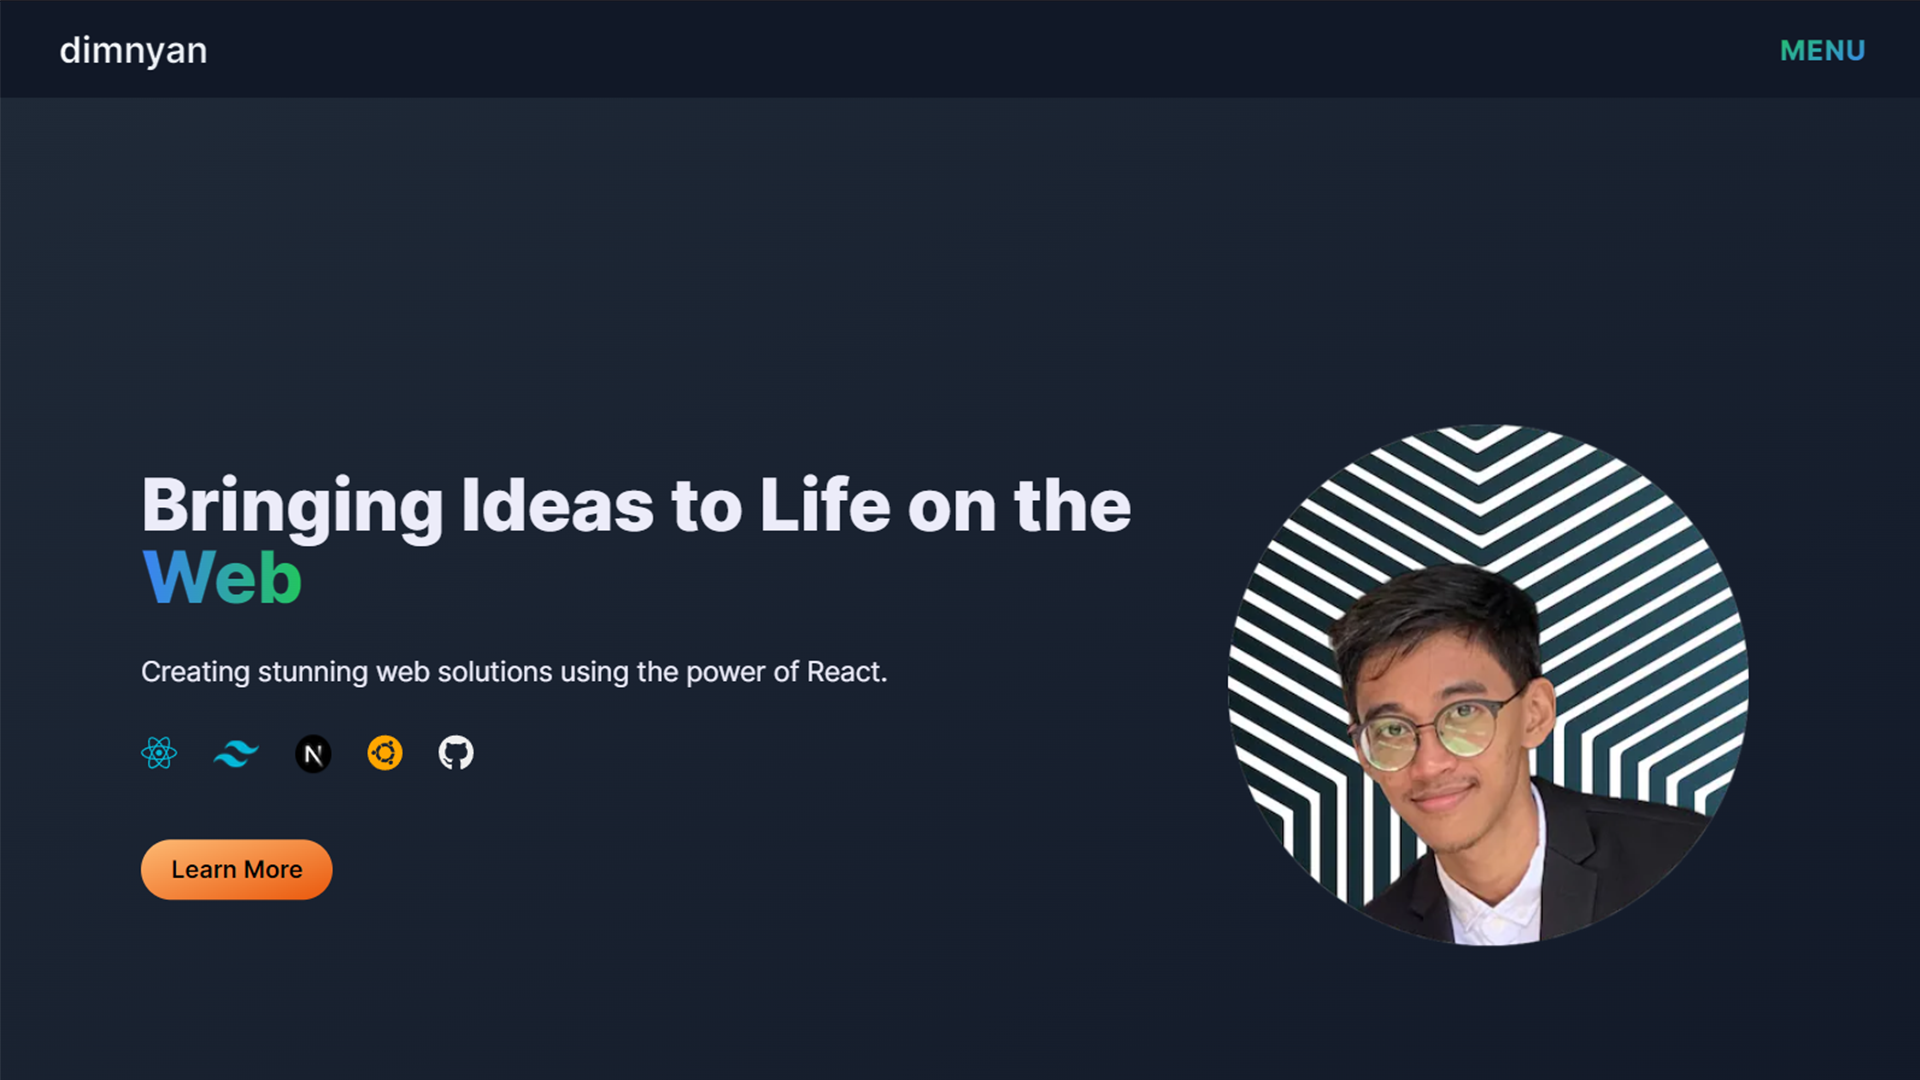 dimnyan
MENU
Bringing Ideas to Life on the
Web
Creating stunning web solutions using the power of React.
N
Learn More